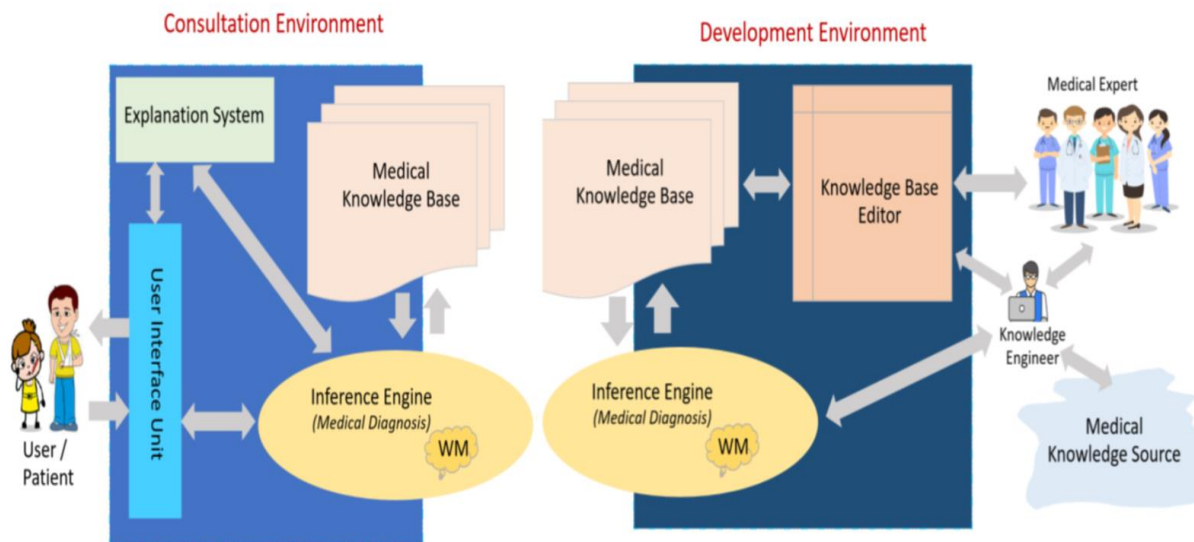 Consultation Environment
Development Environment
Explanation System
Medical
Knowledge Base
User Interface Unit
User /
Patient
Inference Engine
(Medical Diagnosis)
WM
Medical
Knowledge Base
Knowledge Base
Editor
Medical Expert
Knowledge
Engineer
Inference Engine
(Medical Diagnosis)
WM
Medical
Knowledge Source